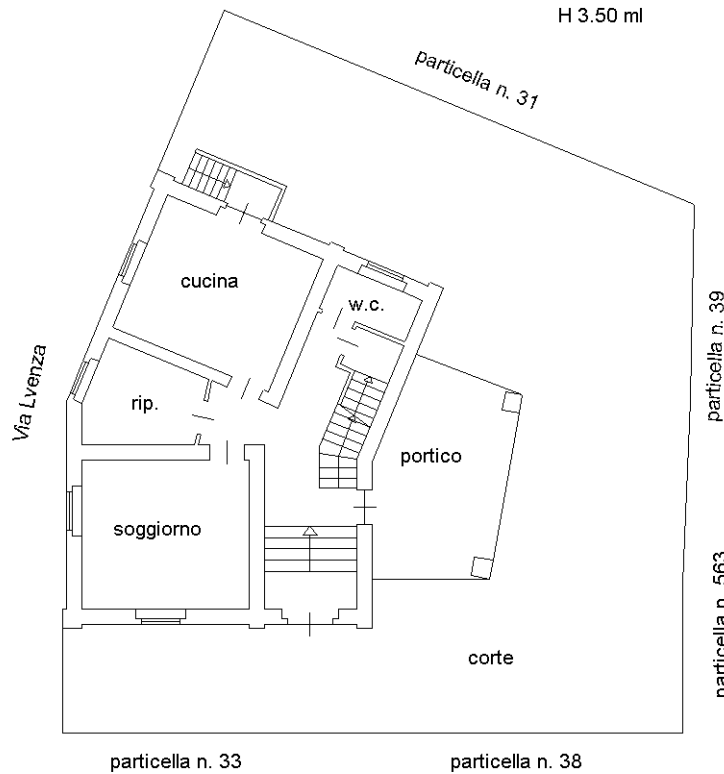 H 3.50 ml
particella n. 31
cucina
w.c.
particella n. 39
Via Lvenza
rip.
portico
soggiorno
particella n. 563
corte
particella n. 33
particella n. 38